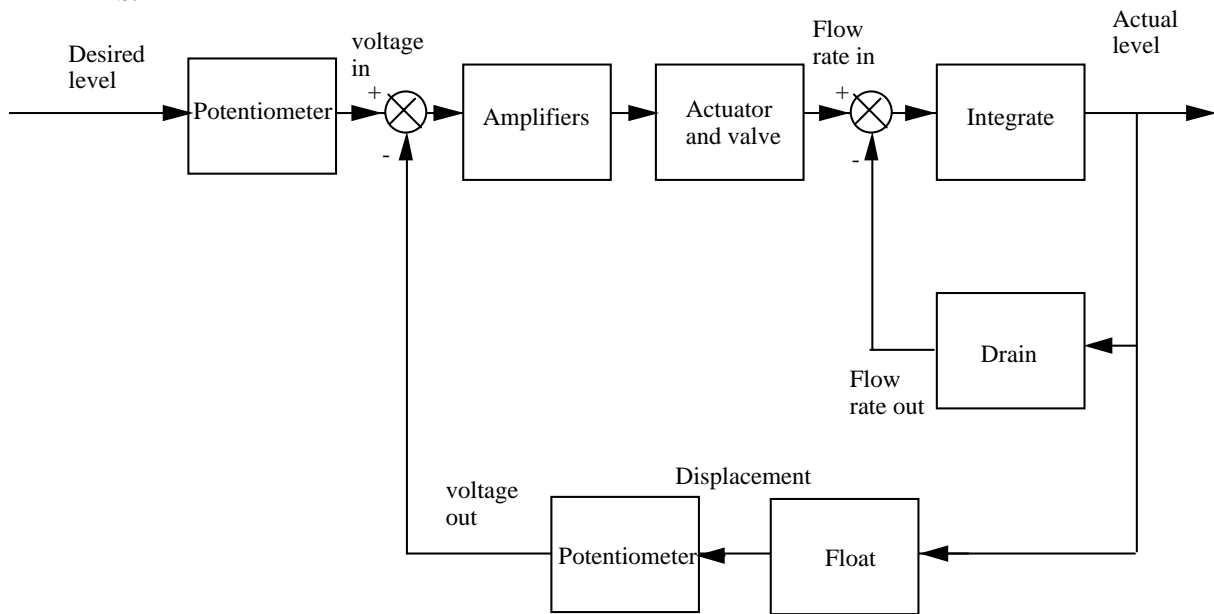 Desired
level
Potentiometer
voltage
in
+
-
Amplifiers
Actuator
and valve
Flow
rate in
+
-
Integrate
Actual
level
Drain
Flow
rate out
Displacement
voltage
out
Potentiometer
Float